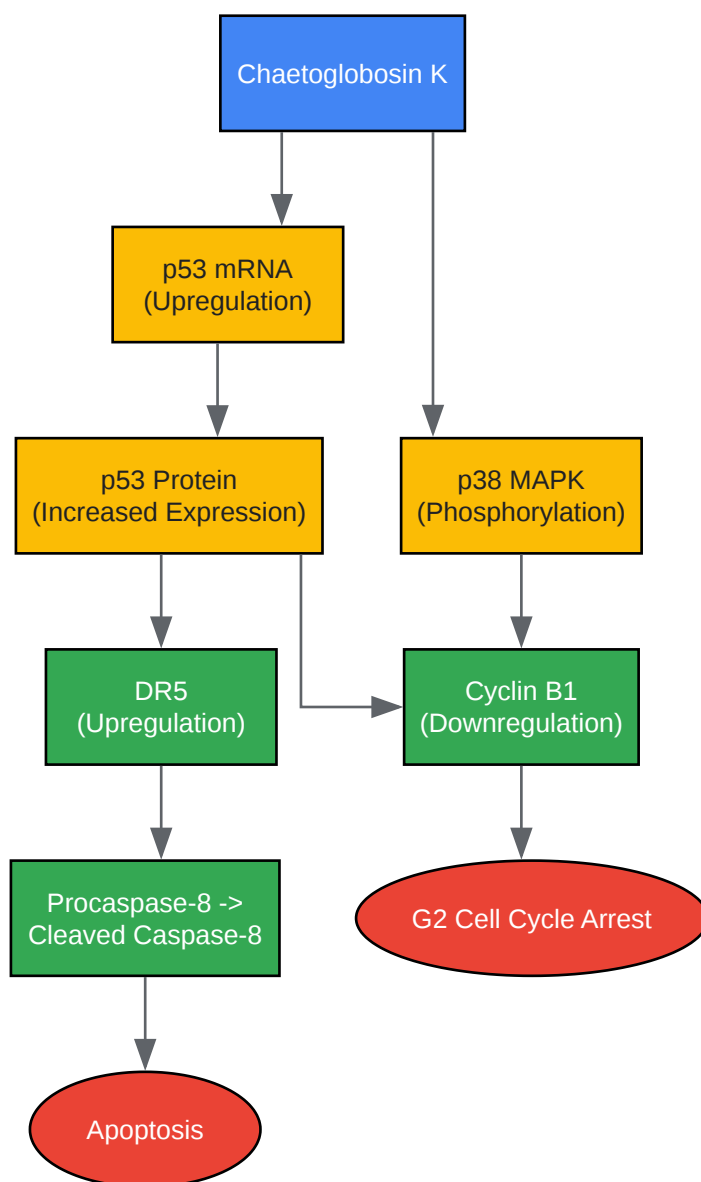 Chaetoglobosin K
p53 mRNA
(Upregulation)
p53 Protein
(Increased Expression)
p38 MAPK
(Phosphorylation)
DR5
(Upregulation)
Cyclin B1
(Downregulation)
Procaspase-8 ->
Cleaved Caspase-8
G2 Cell Cycle Arrest
Apoptosis